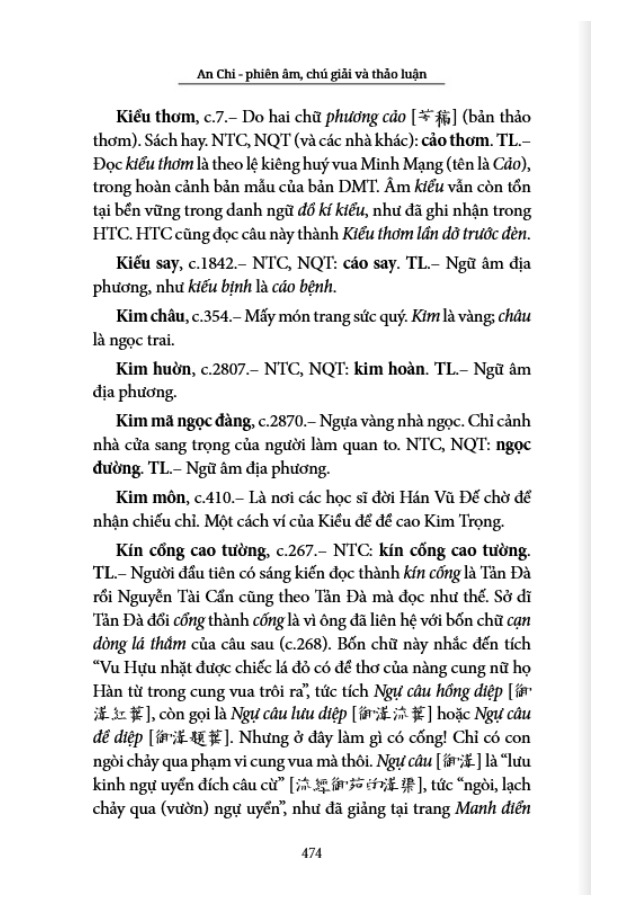 An Chi - phiên âm, chú giải và thảo luận
Kiểu thơm, c.7.– Do hai chữ phương cảo [芳稿] (bản thảo
thơm). Sách hay. NTC, NQT (và các nhà khác): cảo thơm. TL.–
Đọc kiểu thơm là theo lệ kiêng huý vua Minh Mạng (tên là Cảo),
trong hoàn cảnh bản mẫu của bản DMT. Âm kiểu vẫn còn tồn
tại bền vững trong danh ngữ đồ kí kiểu, như đã ghi nhận trong
HTC. HTC cũng đọc câu này thành Kiểu thơm lần dở trước đèn.
Kiếu say, c.1842.– NTC, NQT: cáo say. TL.– Ngữ âm địa
phương, như kiếu bịnh là cáo bệnh.
Kim châu, c.354.– Mấy món trang sức quý. Kim là vàng; châu
là ngọc trai.
Kim huờn, c.2807.– NTC, NQT: kim hoàn. TL.– Ngữ âm
địa phương.
Kim mã ngọc đàng, c.2870.– Ngựa vàng nhà ngọc. Chỉ cảnh
nhà cửa sang trọng của người làm quan to. NTC, NQT: ngọc
đường. TL.– Ngữ âm địa phương.
Kim môn, c.410.– Là nơi các học sĩ đời Hán Vũ Đế chờ để
nhận chiếu chỉ. Một cách ví của Kiều để đề cao Kim Trọng.
Kín cổng cao tường, c.267.– NTC: kín cống cao tường.
TL.– Người đầu tiên có sáng kiến đọc thành kín cống là Tản Đà
rồi Nguyễn Tài Cẩn cũng theo Tản Đà mà đọc như thế. Sở dĩ
Tản Đà đổi cổng thành cống là vì ông đã liên hệ với bốn chữ cạn
dòng lá thắm của câu sau (c.268). Bốn chữ này nhắc đến tích
“Vu Hựu nhặt được chiếc lá đỏ có đề thơ của nàng cung nữ họ
Hàn từ trong cung vua trôi ra”, tức tích Ngự câu hồng diệp [御
溝紅葉], còn gọi là Ngự câu lưu diệp [御溝流葉] hoặc Ngự câu
đề diệp [御溝題葉]. Nhưng ở đây làm gì có cống! Chỉ có con
ngòi chảy qua phạm vi cung vua mà thôi. Ngự câu [御溝] là “lưu
kinh ngự uyển đích câu cừ” [流經御苑的溝渠], tức “ngòi, lạch
chảy qua (vườn) ngự uyển”, như đã giảng tại trang Manh điển
474